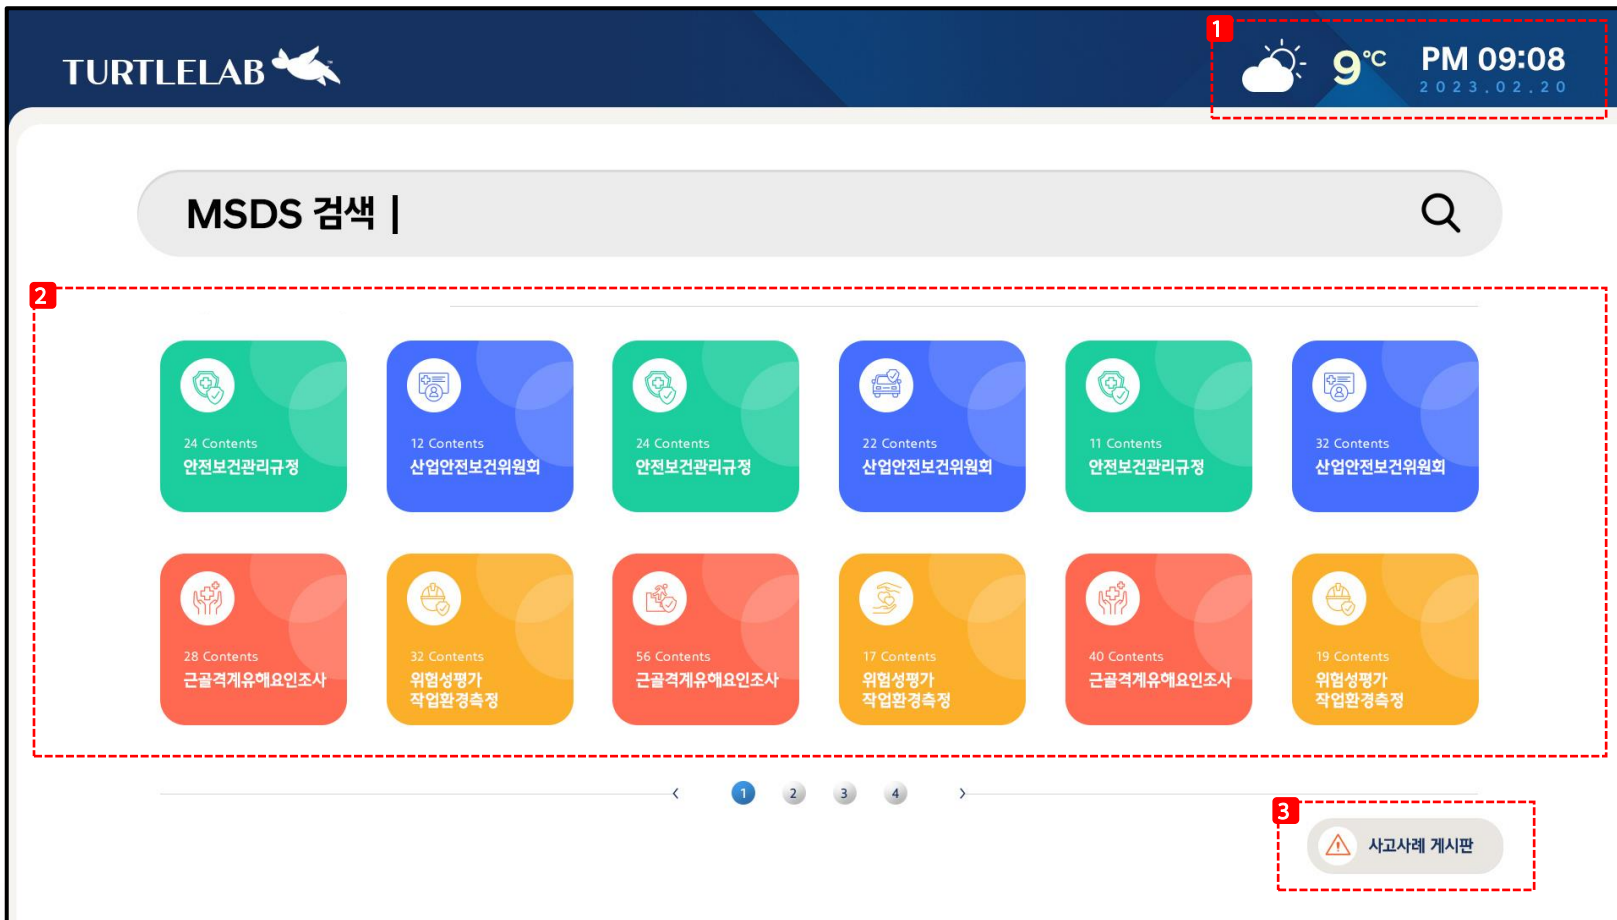 1
TURTLELAB
9°C
PM 09:08
2023.02.20
MSDS 검색
2
24 Contents
안전보건관리규정
12 Contents
산업안전보건위원회
24 Contents
안전보건관리규정
22 Contents
산업안전보건위원회
11 Contents
안전보건관리규정
32 Contents
산업안전보건위원회
28 Contents
근골격계유해요인조사
32 Contents
위험성평가
작업환경측정
56 Contents
근골격계유해요인조사
17 Contents
위험성평가
작업환경측정
40 Contents
근골격계유해요인조사
19 Contents
위험성평가
작업환경측정
< 1 2 3 4 >
3
사고사례 게시판